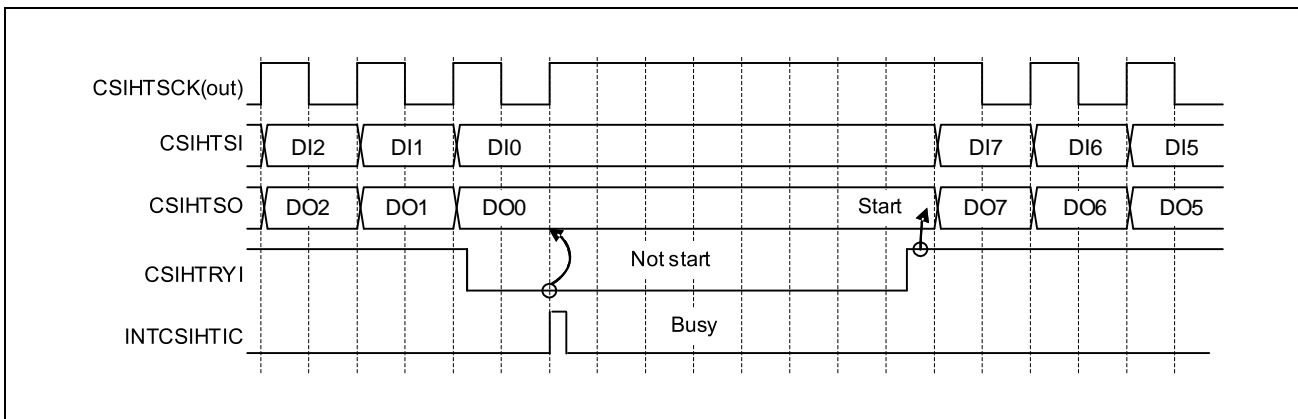 CSIHTSCK(out)
CSIHTSI DI2 DI1 DI0 DI7 DI6 DI5
CSIHTSO DO2 DO1 DO0 Start DO7 DO6 DO5
CSIHTRYI Not start
INTCSIHTIC Busy